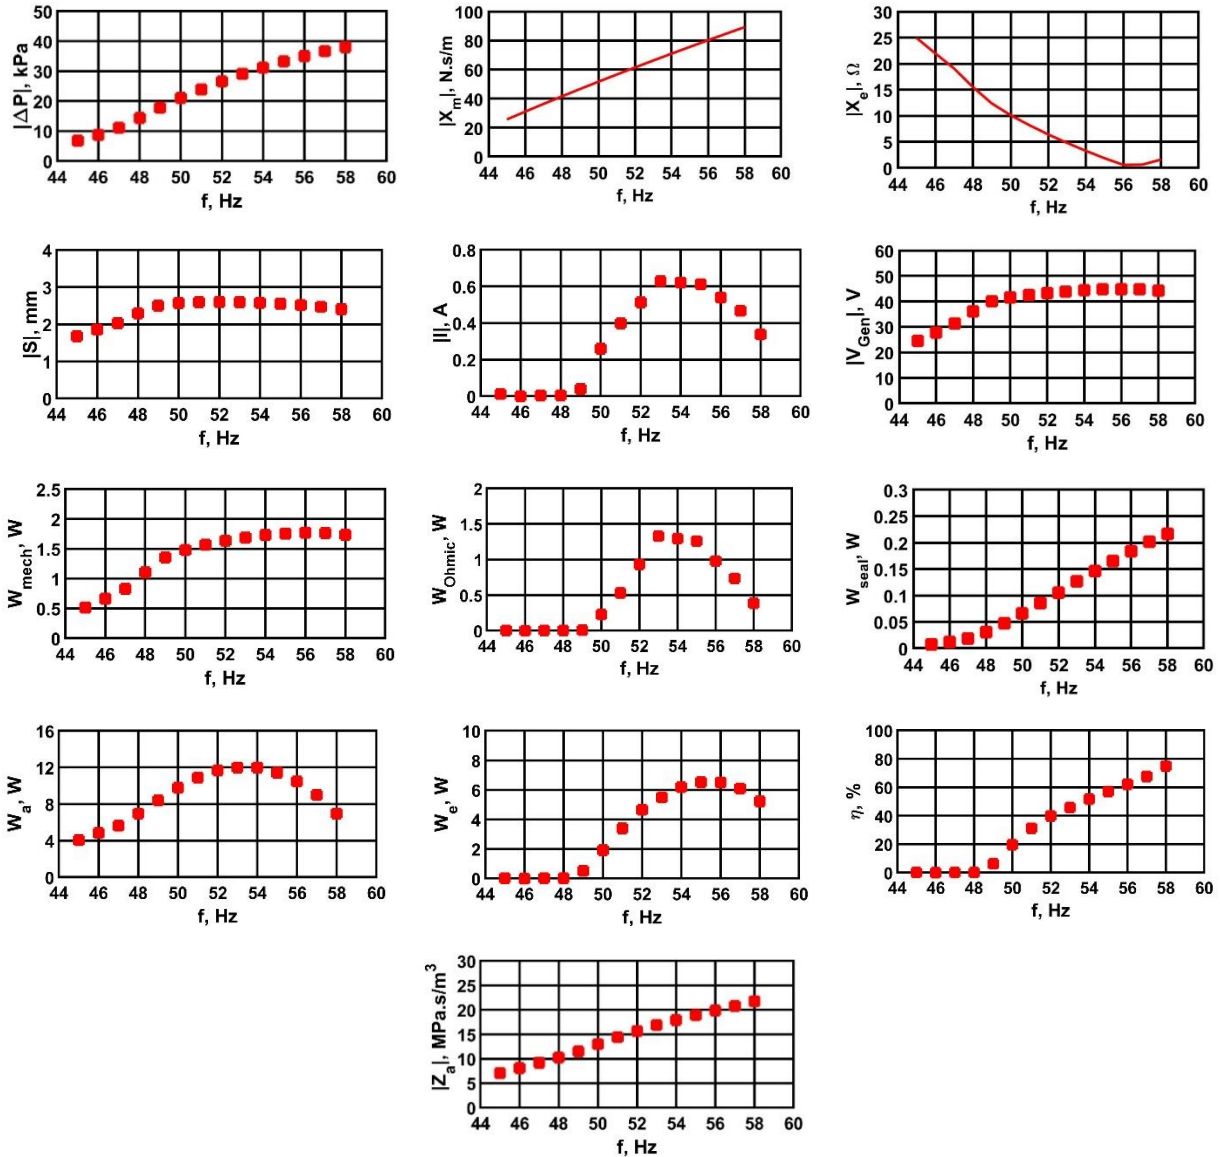 |ΔP|, kPa
50
40
30
20
10
0
44 46 48 50 52 54 56 58 60
f, Hz
|X_m|, N.s/m
100
80
60
40
20
0
44 46 48 50 52 54 56 58 60
f, Hz
|X_e|, Ω
30
25
20
15
10
5
0
44 46 48 50 52 54 56 58 60
f, Hz
|S|, mm
4
3
2
1
0
44 46 48 50 52 54 56 58 60
f, Hz
|I|, A
0.8
0.6
0.4
0.2
0
44 46 48 50 52 54 56 58 60
f, Hz
|V_Gen|, V
60
50
40
30
20
10
0
44 46 48 50 52 54 56 58 60
f, Hz
W_mech, W
2.5
2
1.5
1
0.5
0
44 46 48 50 52 54 56 58 60
f, Hz
W_Ohmic, W
2
1.5
1
0.5
0
44 46 48 50 52 54 56 58 60
f, Hz
W_seal, W
0.3
0.25
0.2
0.15
0.1
0.05
0
44 46 48 50 52 54 56 58 60
f, Hz
W_a, W
16
12
8
4
0
44 46 48 50 52 54 56 58 60
f, Hz
W_e, W
10
8
6
4
2
0
44 46 48 50 52 54 56 58 60
f, Hz
η, %
100
80
60
40
20
0
44 46 48 50 52 54 56 58 60
f, Hz
|Z_a|, MPa.s/m³
30
25
20
15
10
5
0
44 46 48 50 52 54 56 58 60
f, Hz